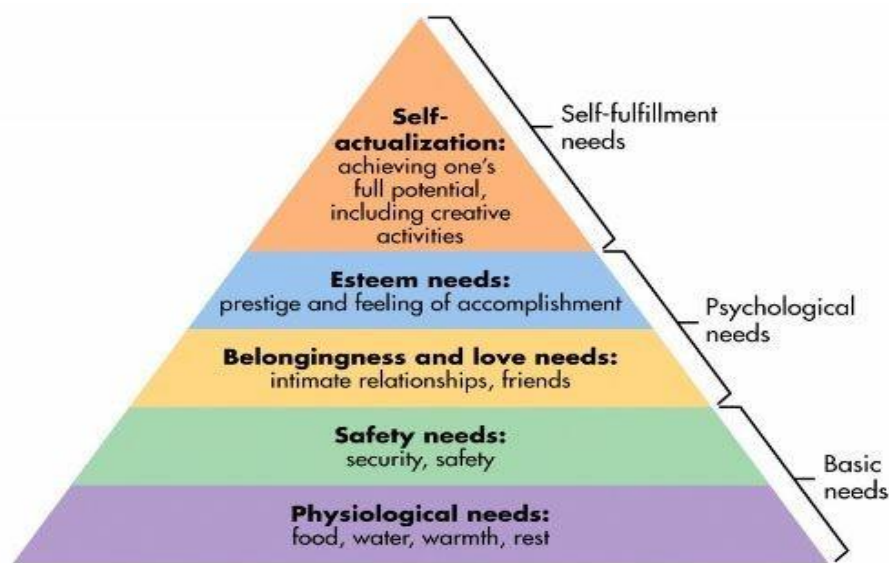 Self-
actualization:
achieving one's
full potential,
including creative
activities
Self-fulfillment
needs
Esteem needs:
prestige and feeling of accomplishment
Psychological
needs
Belongingness and love needs:
intimate relationships, friends
Safety needs:
security, safety
Basic
needs
Physiological needs:
food, water, warmth, rest